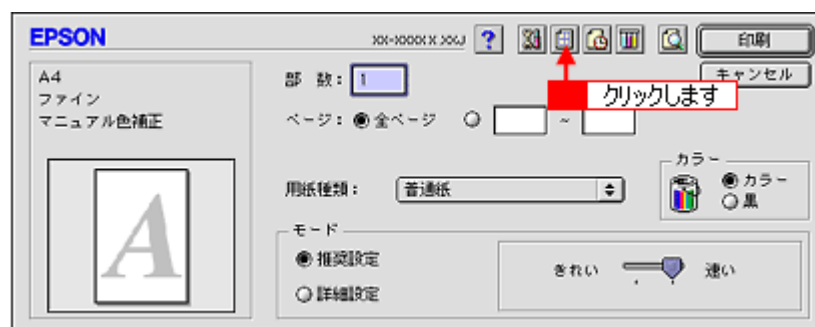 EPSON
XX-XXXXX X.XXJ
?
印刷
A4
ファイン
マニュアル色補正
部 数: 1
キャンセル
クリックします
ページ: 全ページ ~
カラー
カラー
黒
用紙種類: 普通紙
モード
推奨設定
詳細設定
きれい 速い
A